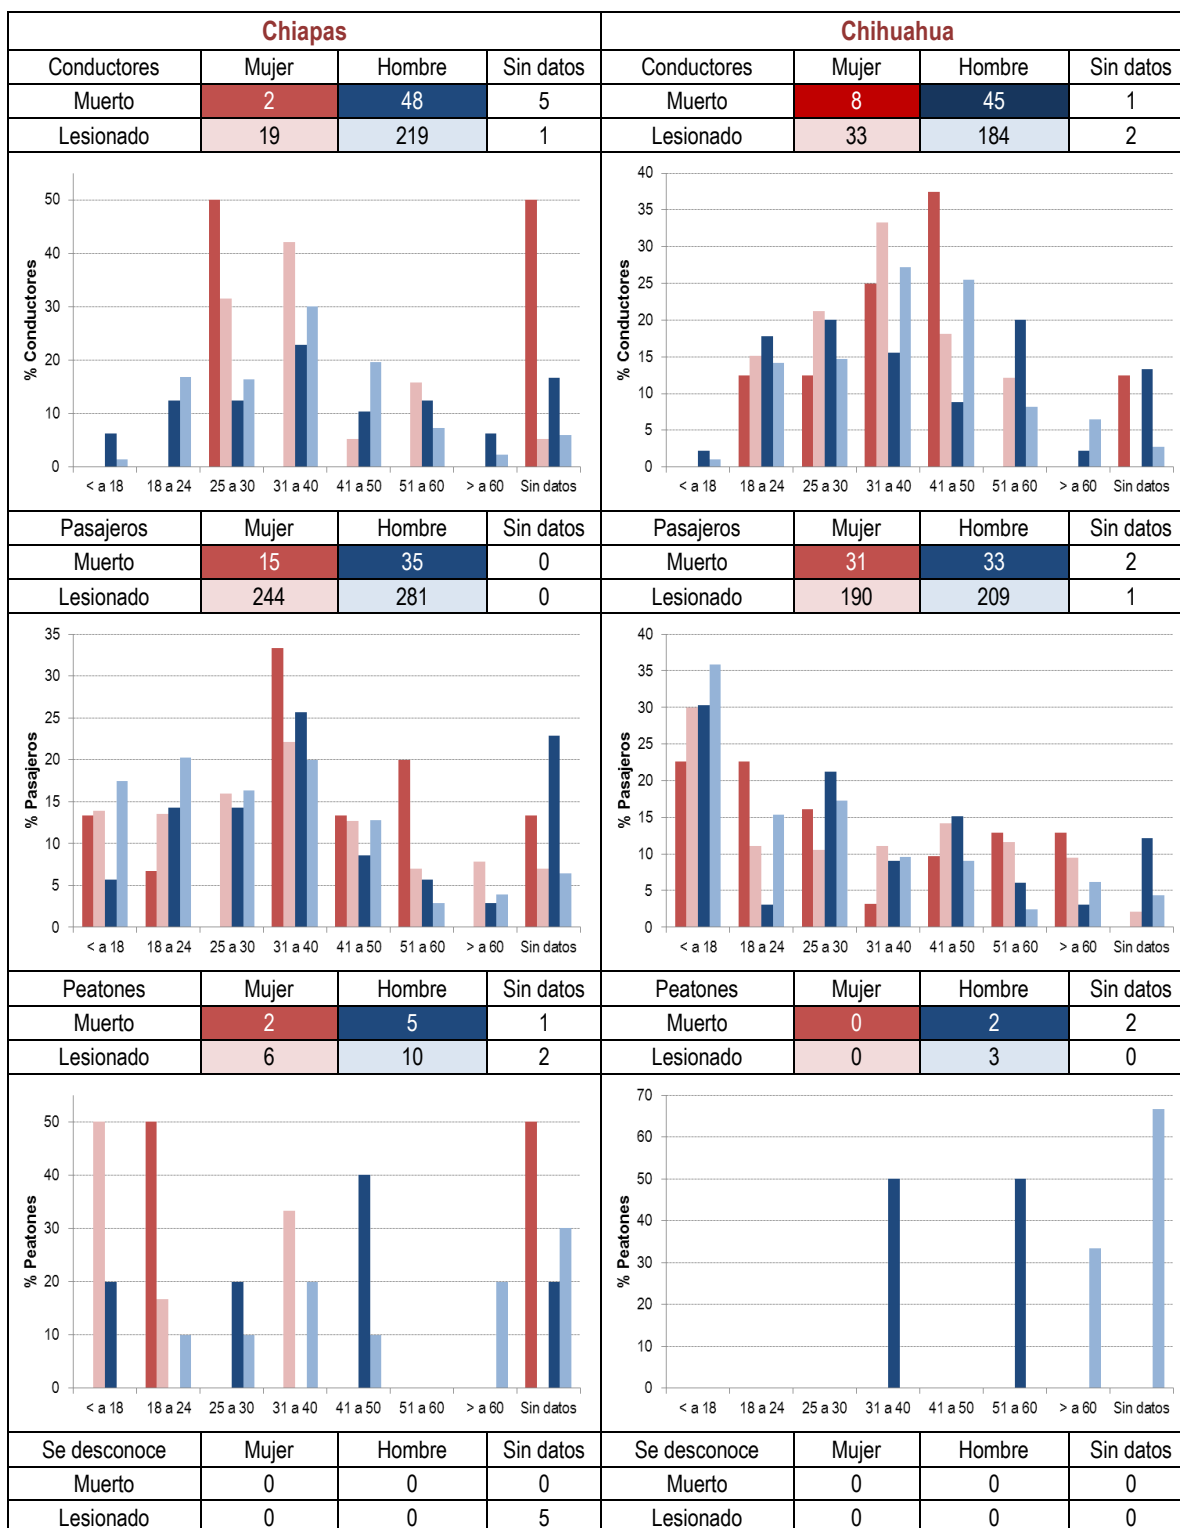 Chiapas Chihuahua
Conductores Mujer Hombre Sin datos Conductores Mujer Hombre Sin datos
Muerto 2 48 5 Muerto 8 45 1
Lesionado 19 219 1 Lesionado 33 184 2
% Conductores
50
40
30
20
10
0
< a 18 18 a 24 25 a 30 31 a 40 41 a 50 51 a 60 > a 60 Sin datos
% Conductores
40
35
30
25
20
15
10
5
0
< a 18 18 a 24 25 a 30 31 a 40 41 a 50 51 a 60 > a 60 Sin datos
Pasajeros Mujer Hombre Sin datos Pasajeros Mujer Hombre Sin datos
Muerto 15 35 0 Muerto 31 33 2
Lesionado 244 281 0 Lesionado 190 209 1
% Pasajeros
35
30
25
20
15
10
5
0
< a 18 18 a 24 25 a 30 31 a 40 41 a 50 51 a 60 > a 60 Sin datos
% Pasajeros
40
35
30
25
20
15
10
5
0
< a 18 18 a 24 25 a 30 31 a 40 41 a 50 51 a 60 > a 60 Sin datos
Peatones Mujer Hombre Sin datos Peatones Mujer Hombre Sin datos
Muerto 2 5 1 Muerto 0 2 2
Lesionado 6 10 2 Lesionado 0 3 0
% Peatones
50
40
30
20
10
0
< a 18 18 a 24 25 a 30 31 a 40 41 a 50 51 a 60 > a 60 Sin datos
% Peatones
70
60
50
40
30
20
10
0
< a 18 18 a 24 25 a 30 31 a 40 41 a 50 51 a 60 > a 60 Sin datos
Se desconoce Mujer Hombre Sin datos Se desconoce Mujer Hombre Sin datos
Muerto 0 0 0 Muerto 0 0 0
Lesionado 0 0 5 Lesionado 0 0 0